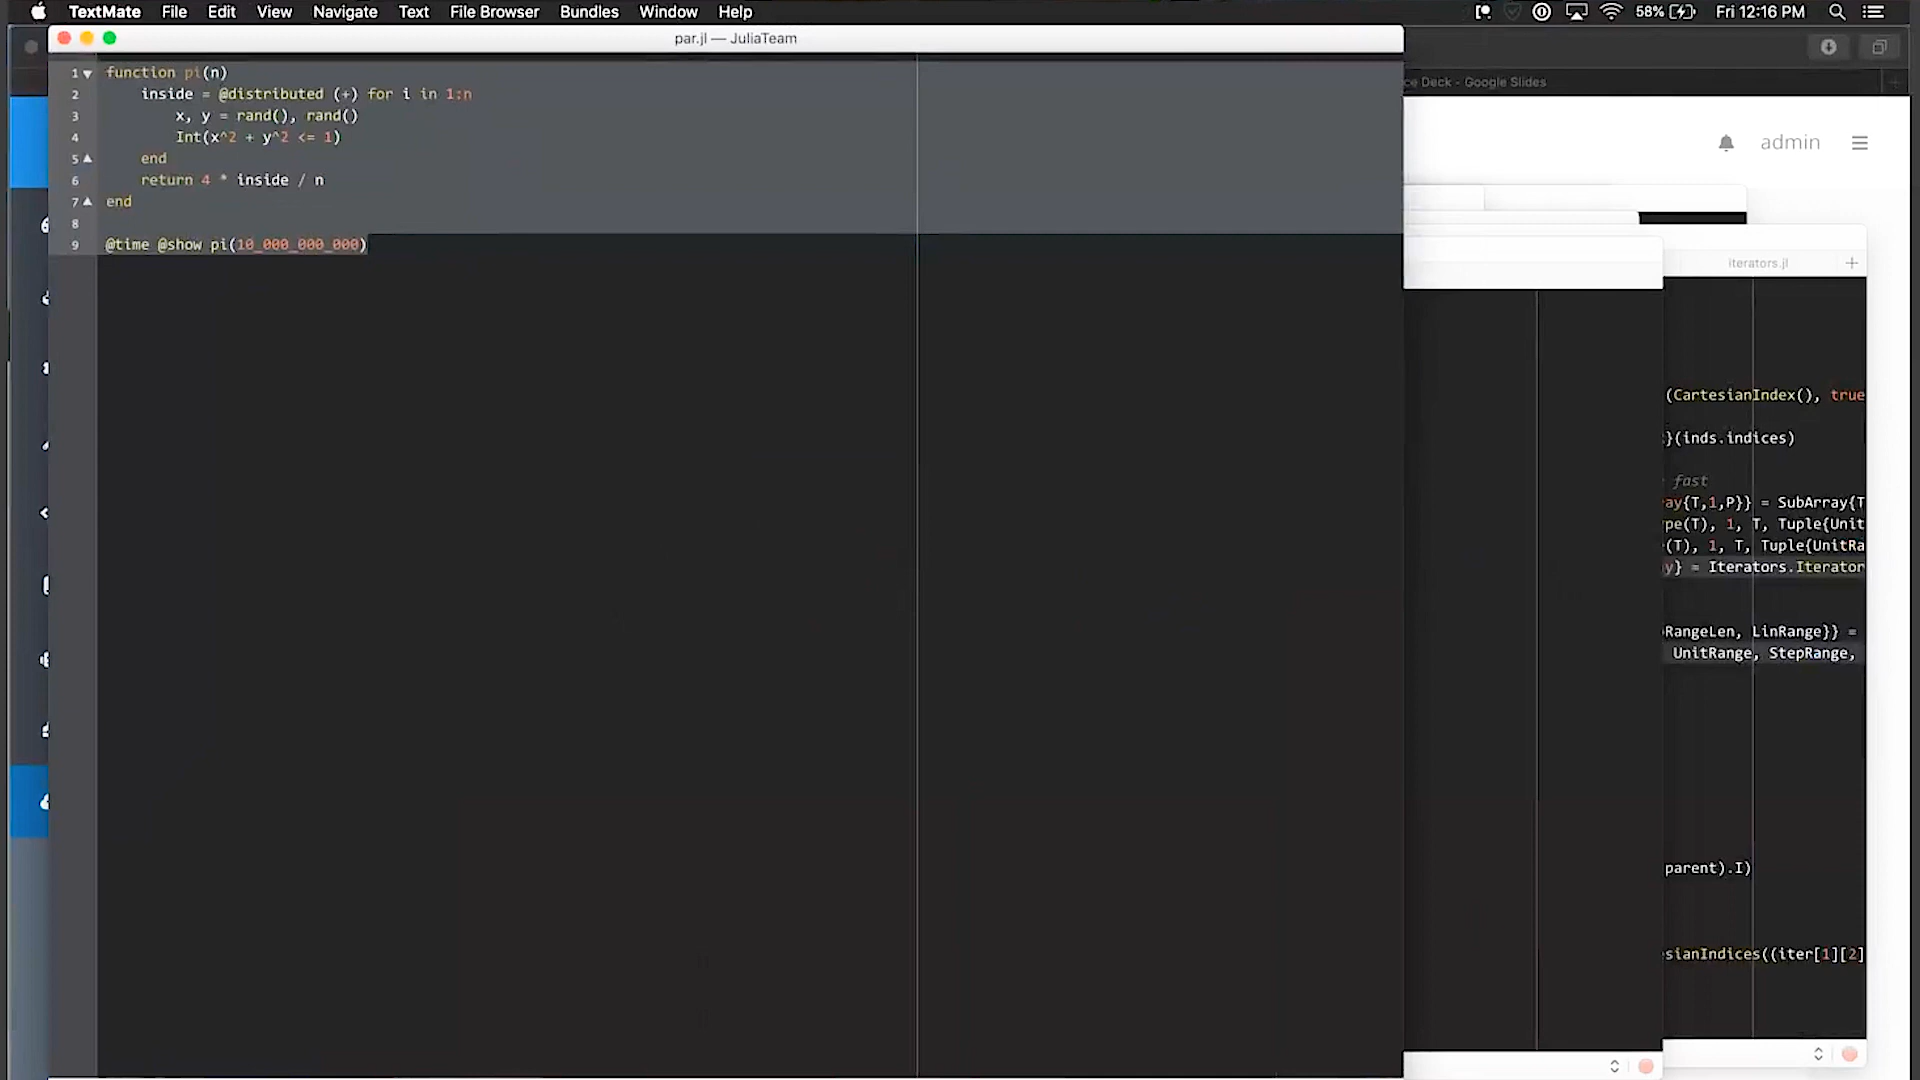 TextMate File Edit View Navigate Text File Browser Bundles Window Help 58% Fri 12:16 PM
par.jl — JuliaTeam
ce Deck - Google Slides
admin
1 function pi(n)
2 inside = @distributed (+) for i in 1:n
3 x, y = rand(), rand()
4 Int(x^2 + y^2 <= 1)
5 end
6 return 4 * inside / n
7 end
8
9 @time @show pi(10_000_000_000)
iterators.jl
(CartesianIndex(), true
}(inds.indices)
fast
ay{T,1,P}} = SubArray{T
pe(T), 1, T, Tuple{Unit
(T), 1, T, Tuple{UnitRa
y} = Iterators.Iterator
RangeLen, LinRange}} =
UnitRange, StepRange,
parent).I)
sianIndices((iter[1][2]